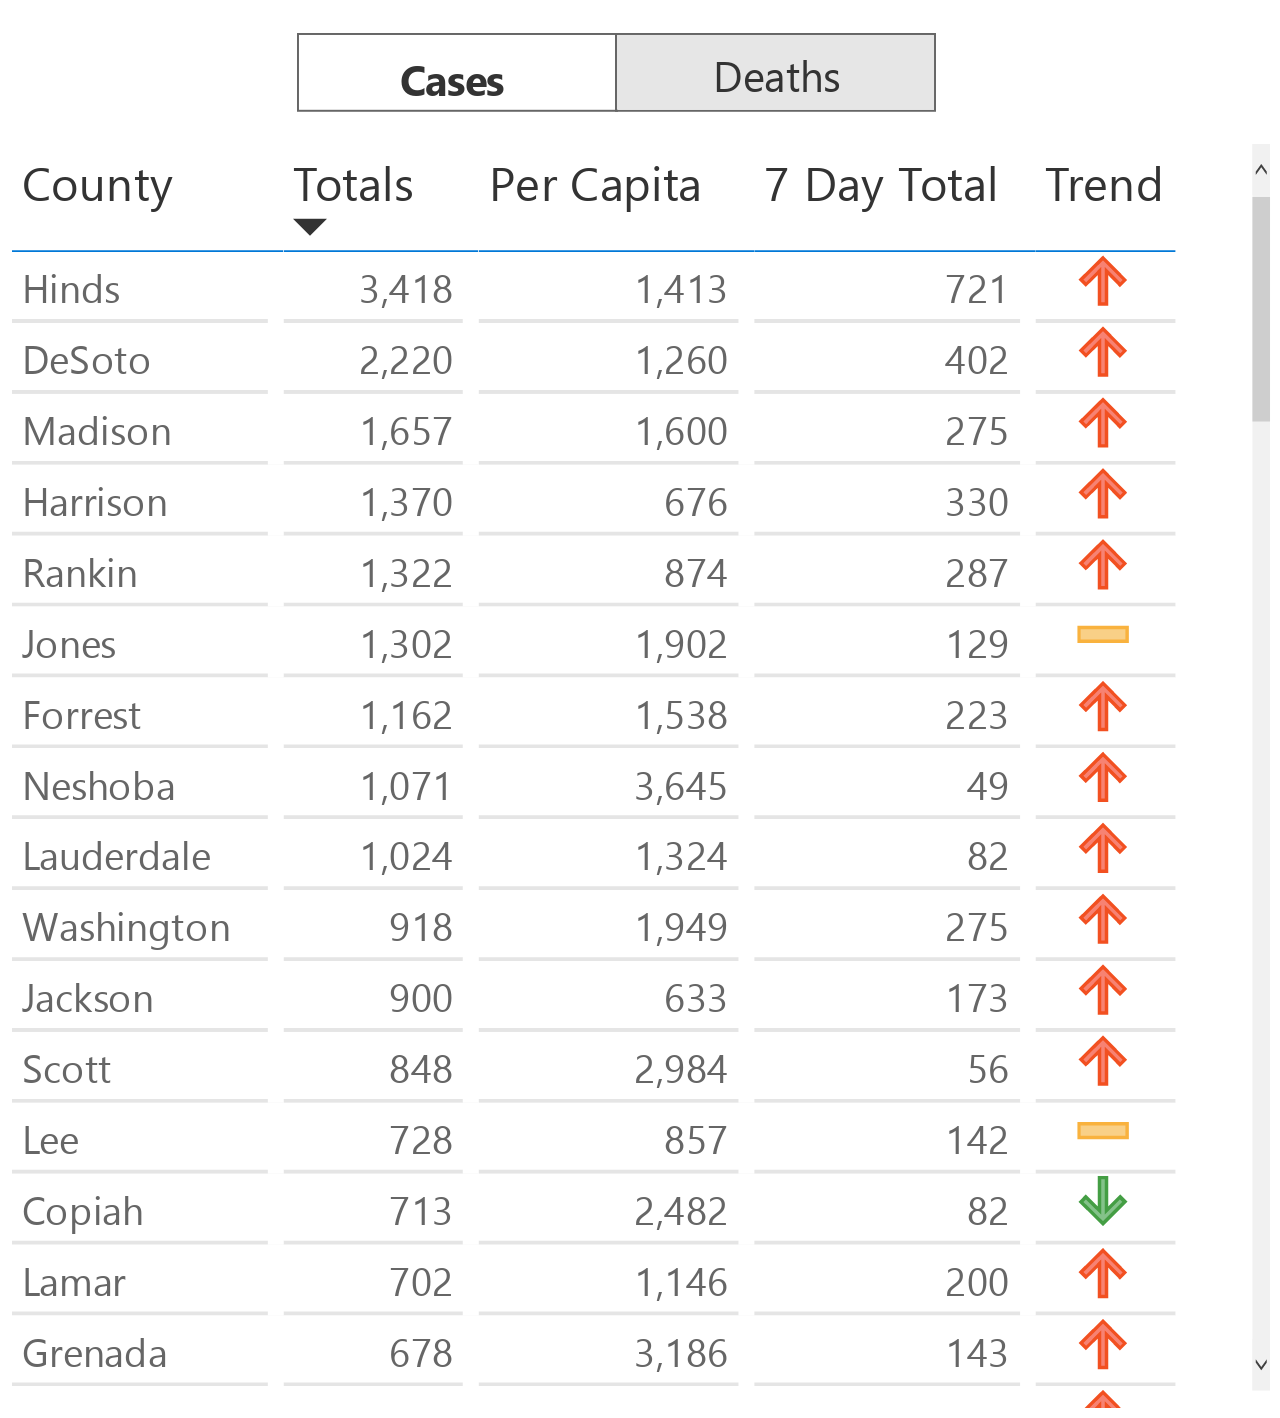 Cases Deaths
County Totals Per Capita 7 Day Total Trend
Hinds 3,418 1,413 721
DeSoto 2,220 1,260 402
Madison 1,657 1,600 275
Harrison 1,370 676 330
Rankin 1,322 874 287
Jones 1,302 1,902 129
Forrest 1,162 1,538 223
Neshoba 1,071 3,645 49
Lauderdale 1,024 1,324 82
Washington 918 1,949 275
Jackson 900 633 173
Scott 848 2,984 56
Lee 728 857 142
Copiah 713 2,482 82
Lamar 702 1,146 200
Grenada 678 3,186 143